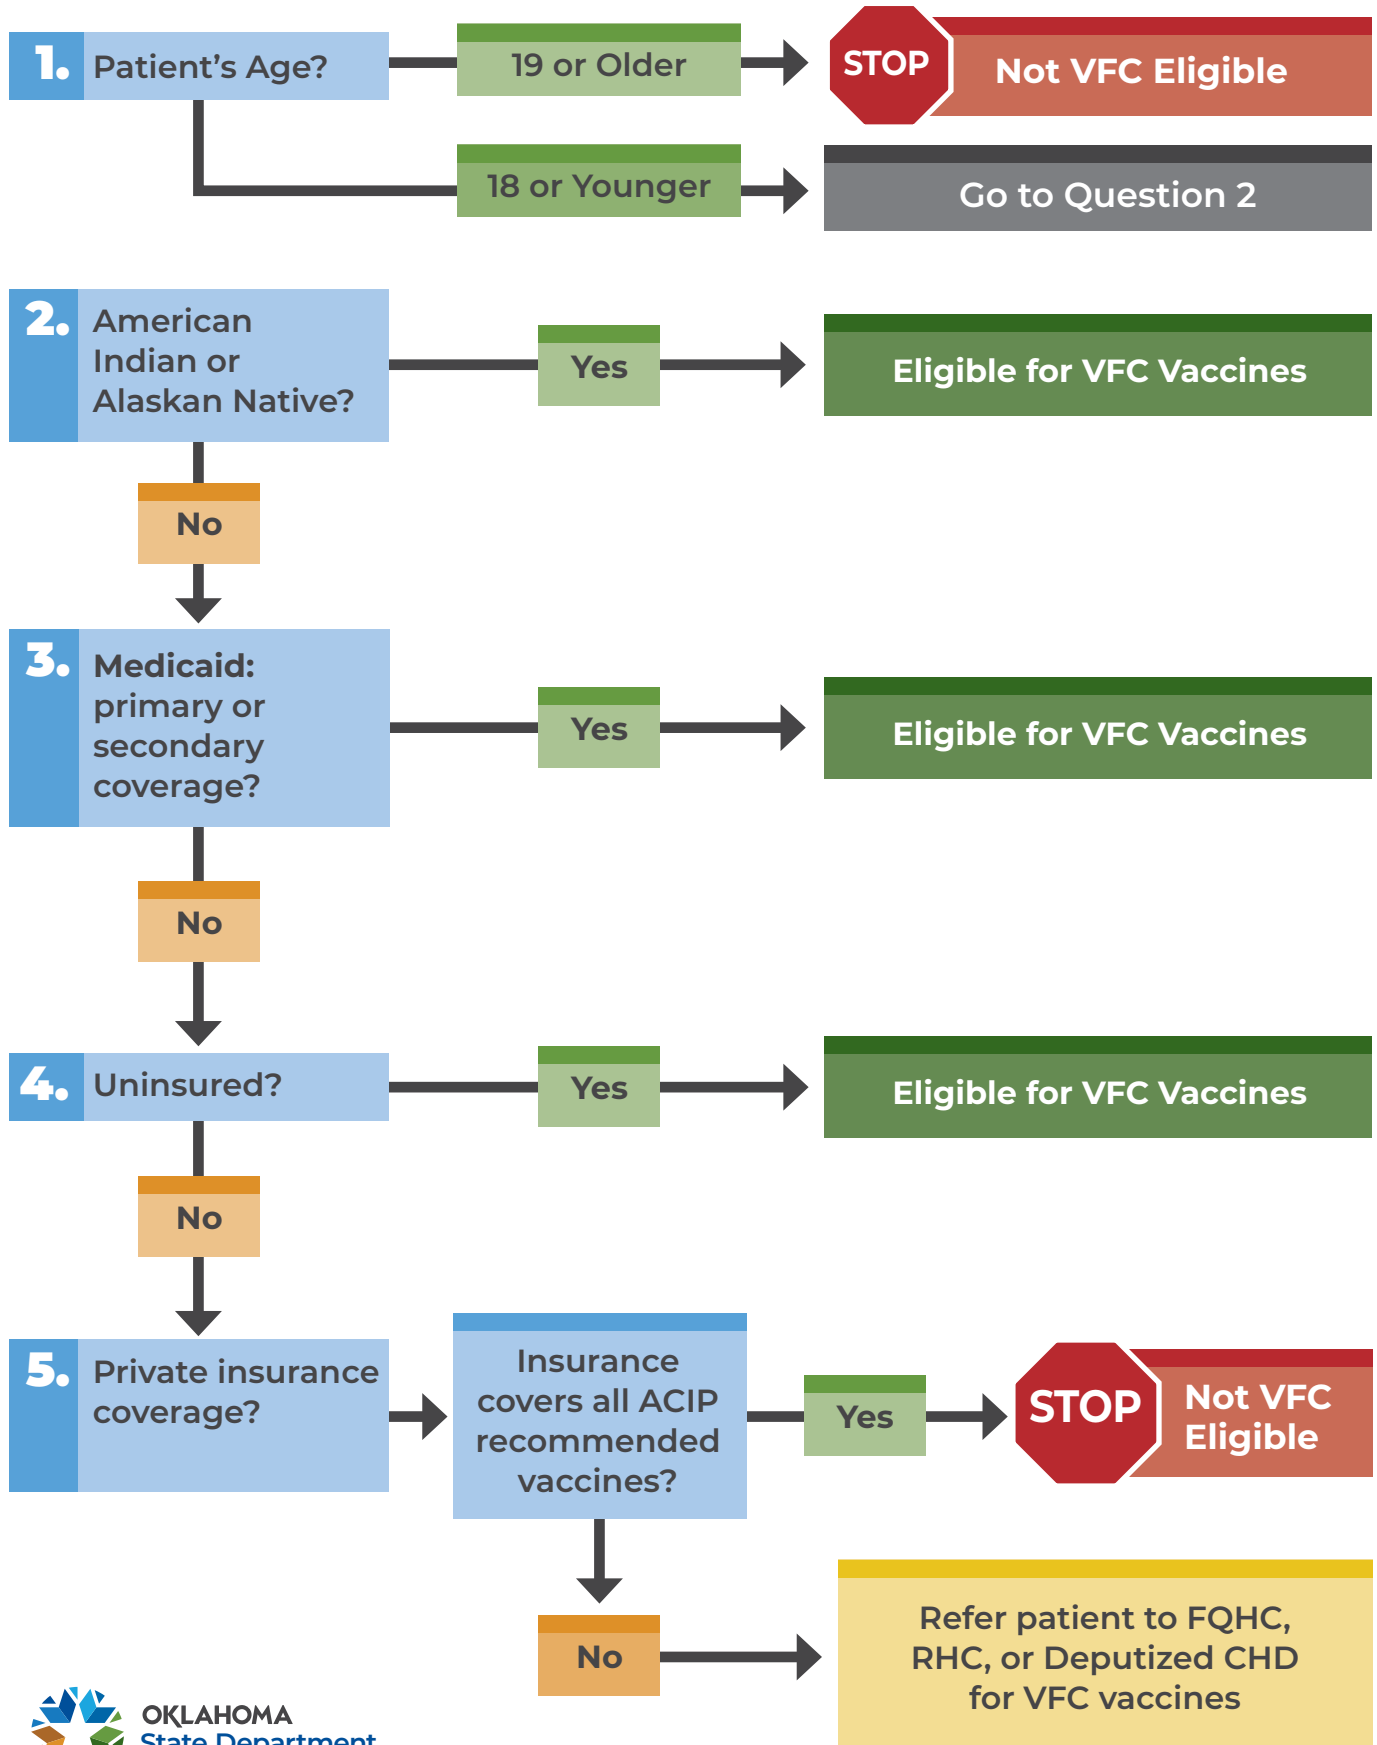 1. Patient's Age?
19 or Older
STOP
Not VFC Eligible
18 or Younger
Go to Question 2
2. American
Indian or
Alaskan Native?
Yes
Eligible for VFC Vaccines
No
3. Medicaid:
primary or
secondary
coverage?
Yes
Eligible for VFC Vaccines
No
4. Uninsured?
Yes
Eligible for VFC Vaccines
No
5. Private insurance
coverage?
Insurance
covers all ACIP
recommended
vaccines?
Yes
STOP
Not VFC
Eligible
No
Refer patient to FQHC,
RHC, or Deputized CHD
for VFC vaccines
OKLAHOMA
State Department